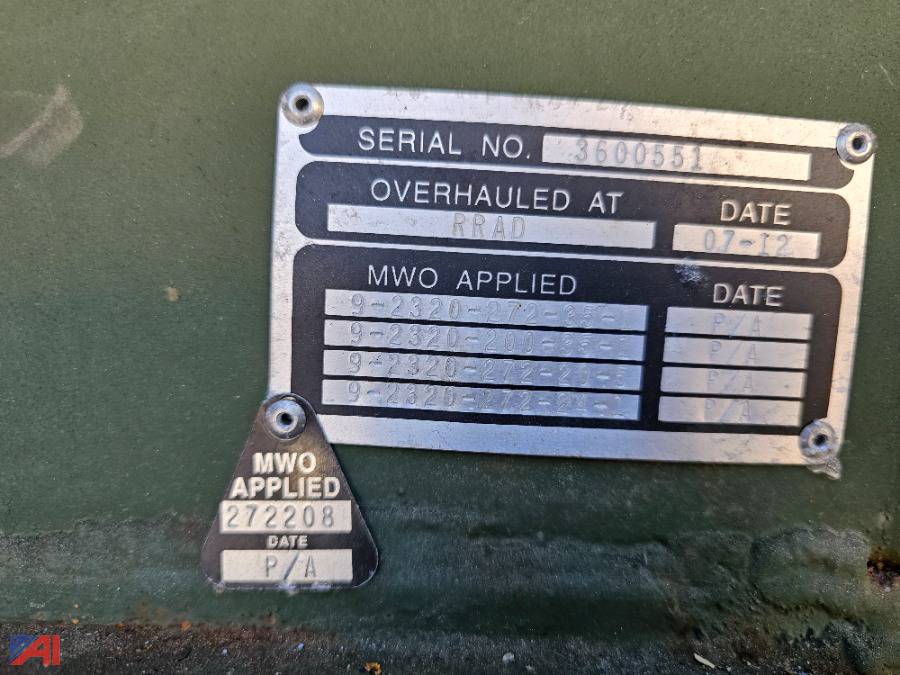 SERIAL NO. 3600551
OVERHAULED AT DATE
RRAD 07-12
MWO APPLIED DATE
9-2320-272-35-1 P/A
9-2320-200-35-1 P/A
9-2320-272-20-5 P/A
9-2320-272-24-1 P/A
MWO
APPLIED
272208
DATE
P/A
AI